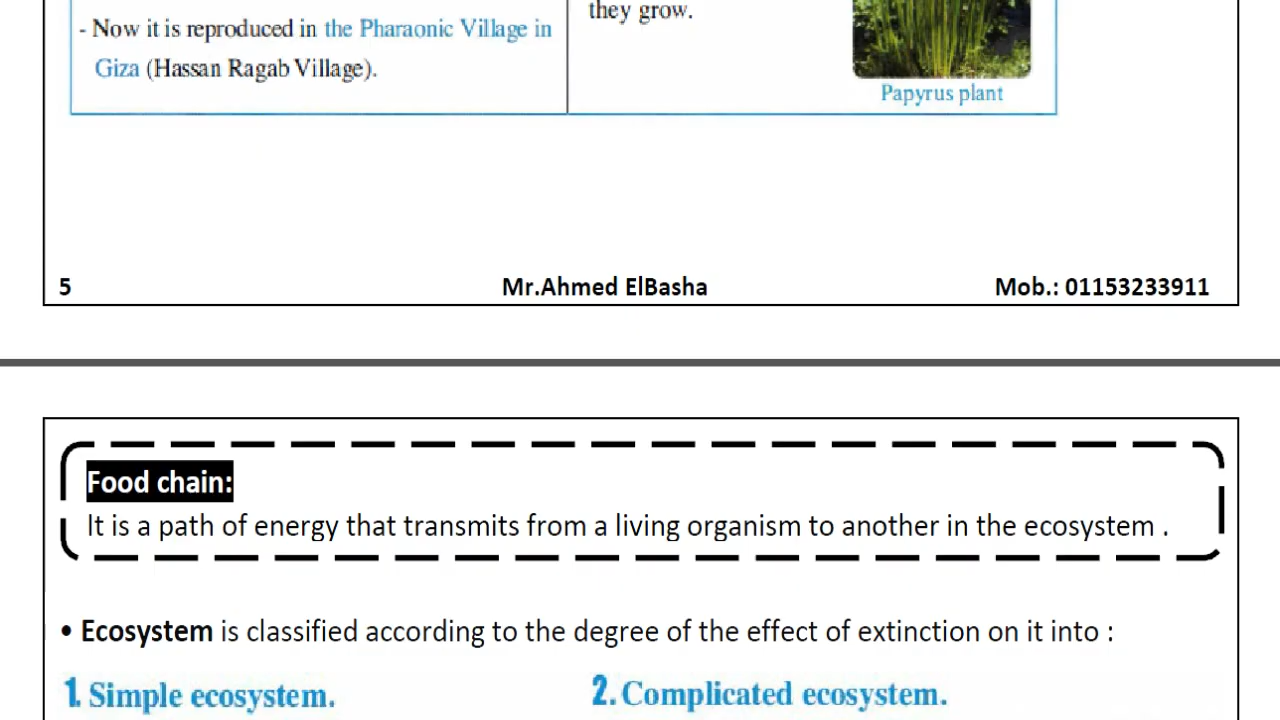 they grow.
- Now it is reproduced in the Pharaonic Village in
Giza (Hassan Ragab Village).
Papyrus plant
5 Mr.Ahmed ElBasha Mob.: 01153233911
Food chain:
It is a path of energy that transmits from a living organism to another in the ecosystem .
• Ecosystem is classified according to the degree of the effect of extinction on it into :
1. Simple ecosystem. 2. Complicated ecosystem.